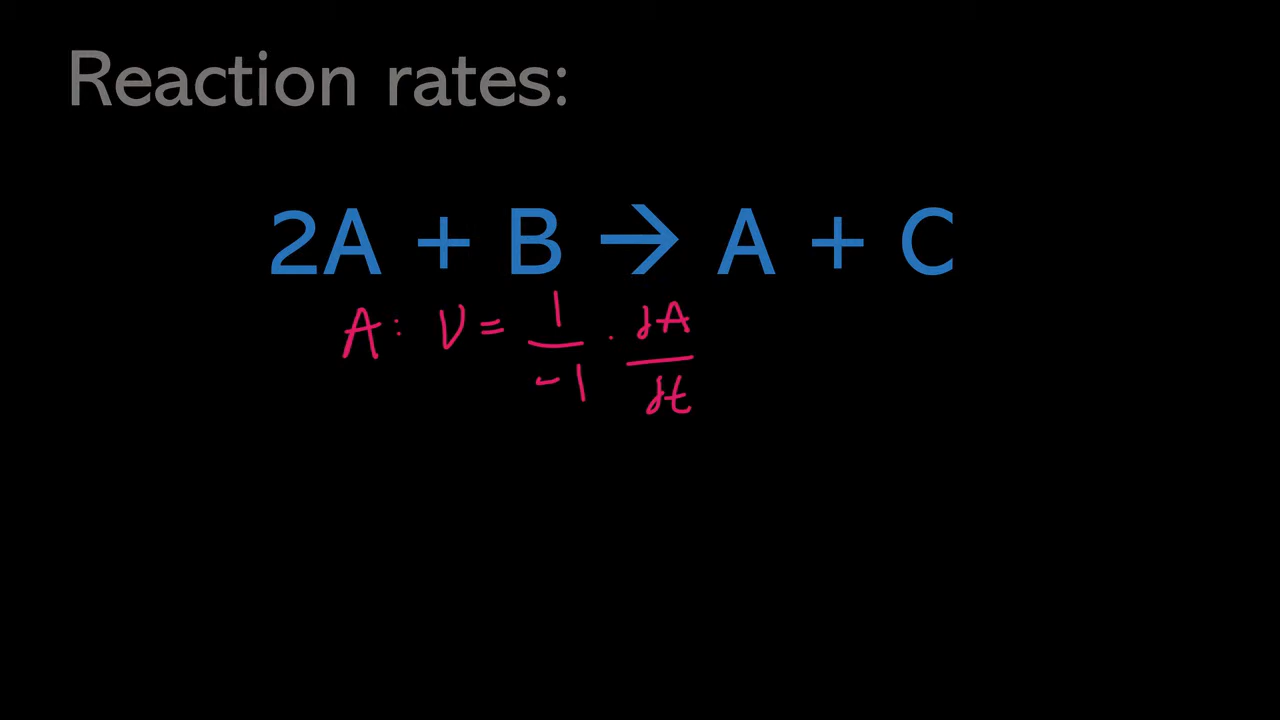 Reaction rates:
2A + B → A + C
A: V = 1/-1 · dA/dt